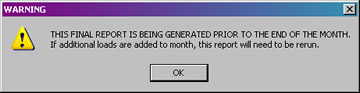 WARNING
THIS FINAL REPORT IS BEING GENERATED PRIOR TO THE END OF THE MONTH.
If additional loads are added to month, this report will need to be rerun.
OK